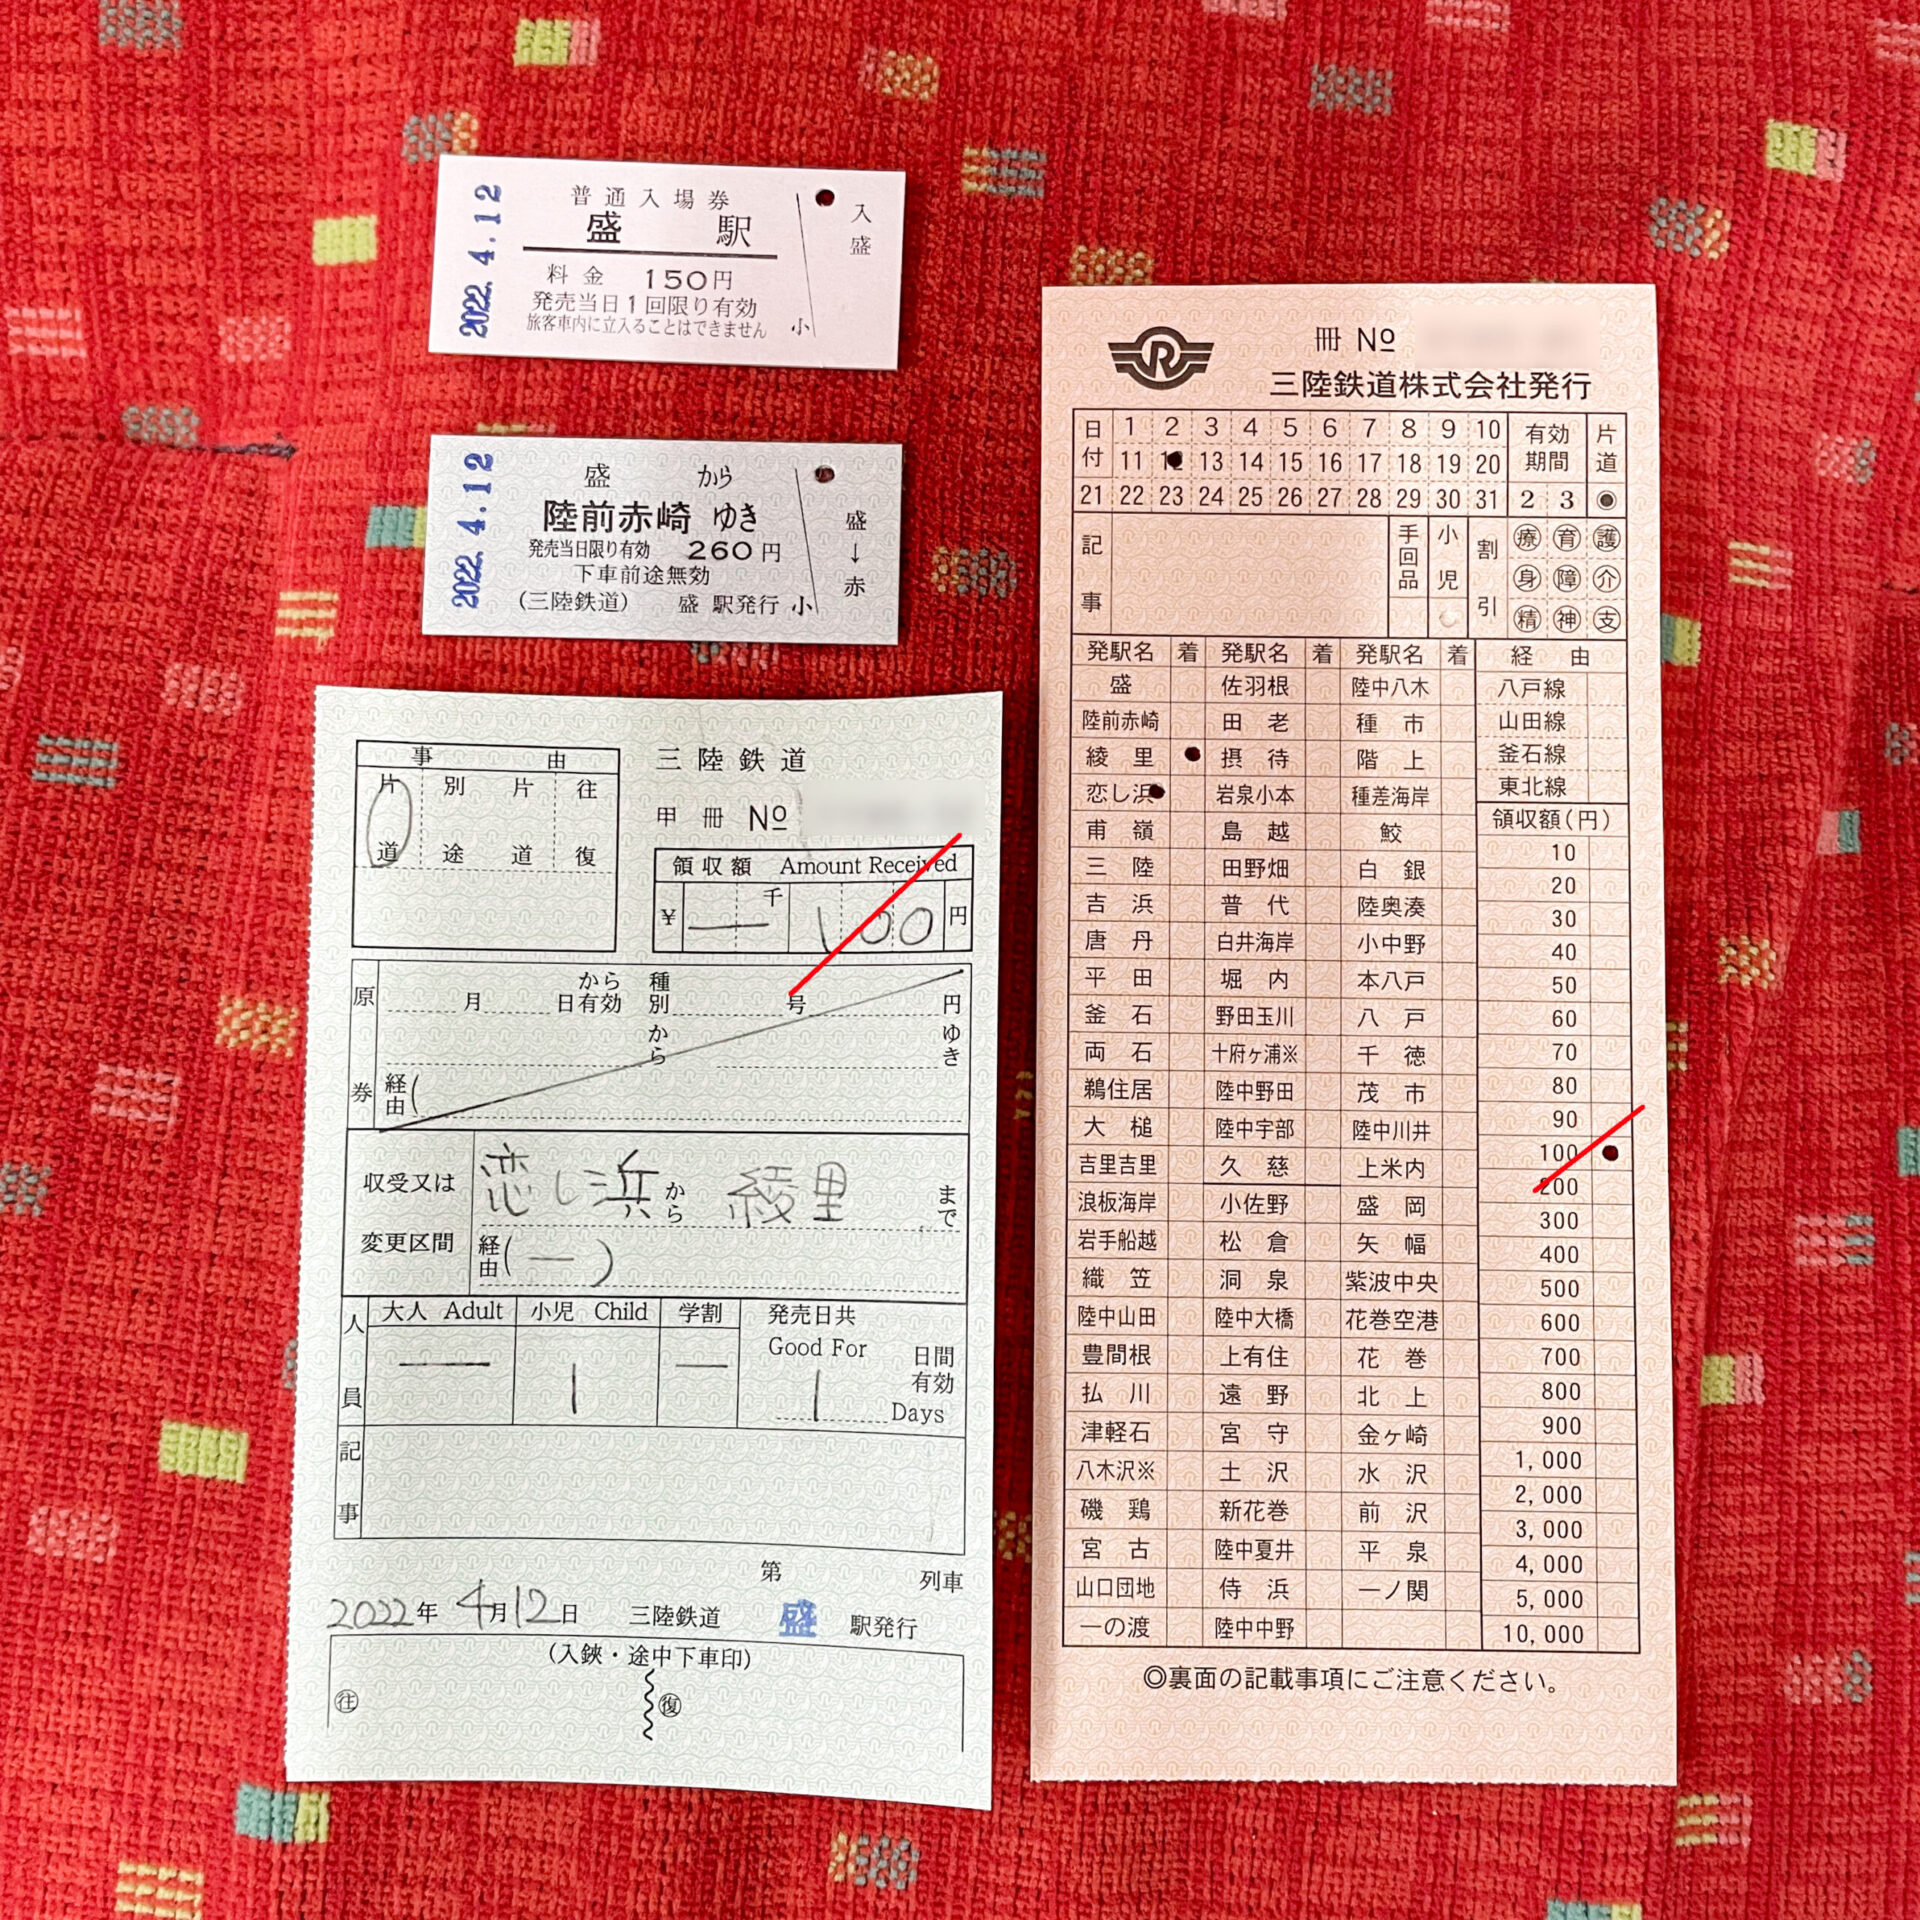 2022.4.12
普通入場券
盛駅
料金 150円
発売当日1回限り有効
旅客車内に立入ることはできません
小
入
盛
2022.4.12
盛 から
陸前赤崎 ゆき
発売当日限り有効 260円
下車前途無効
(三陸鉄道) 盛 駅発行 小
盛
↓
赤
事由
片道 別途 片道 往復
三陸鉄道
甲冊 №
領収額 Amount Received
¥ — 千 100 円
原券
月 日から有効 種別 号 円
から ゆき
経由(
収受又は変更区間
恋し浜 から 綾里 まで
経由( — )
人員
大人 Adult 小児 Child 学割 発売日共
Good For 日間有効
— 1 — 1 Days
記事
第 列車
2022年 4月12日 三陸鉄道 盛 駅発行
(入鋏・途中下車印)
往 復
R
冊 №
三陸鉄道株式会社発行
日付 1 2 3 4 5 6 7 8 9 10 有効期間 片道
11 12 13 14 15 16 17 18 19 20
21 22 23 24 25 26 27 28 29 30 31 2 3
記事 手回品 小児 割引 療 育 護
身 障 介
精 神 支
発駅名 着 発駅名 着 発駅名 着 経由
盛 佐羽根 陸中八木 八戸線
陸前赤崎 田老 種市 山田線
綾里 摂待 階上 釜石線
恋し浜 岩泉小本 種差海岸 東北線
甫嶺 島越 鮫 領収額(円)
三陸 田野畑 白銀 10
吉浜 普代 陸奥湊 20
唐丹 白井海岸 小中野 30
平田 堀内 本八戸 40
釜石 野田玉川 八戸 50
両石 十府ヶ浦※ 千徳 60
鵜住居 陸中野田 茂市 70
大槌 陸中宇部 陸中川井 80
吉里吉里 久慈 上米内 90
浪板海岸 小佐野 盛岡 100
岩手船越 松倉 矢幅 200
織笠 洞泉 紫波中央 300
陸中山田 陸中大橋 花巻空港 400
豊間根 上有住 花巻 500
払川 遠野 北上 600
津軽石 宮守 金ヶ崎 700
八木沢※ 土沢 水沢 800
磯鶏 新花巻 前沢 900
宮古 陸中夏井 平泉 1,000
山口団地 侍浜 一ノ関 2,000
一の渡 陸中中野 3,000
4,000
5,000
10,000
◎裏面の記載事項にご注意ください。